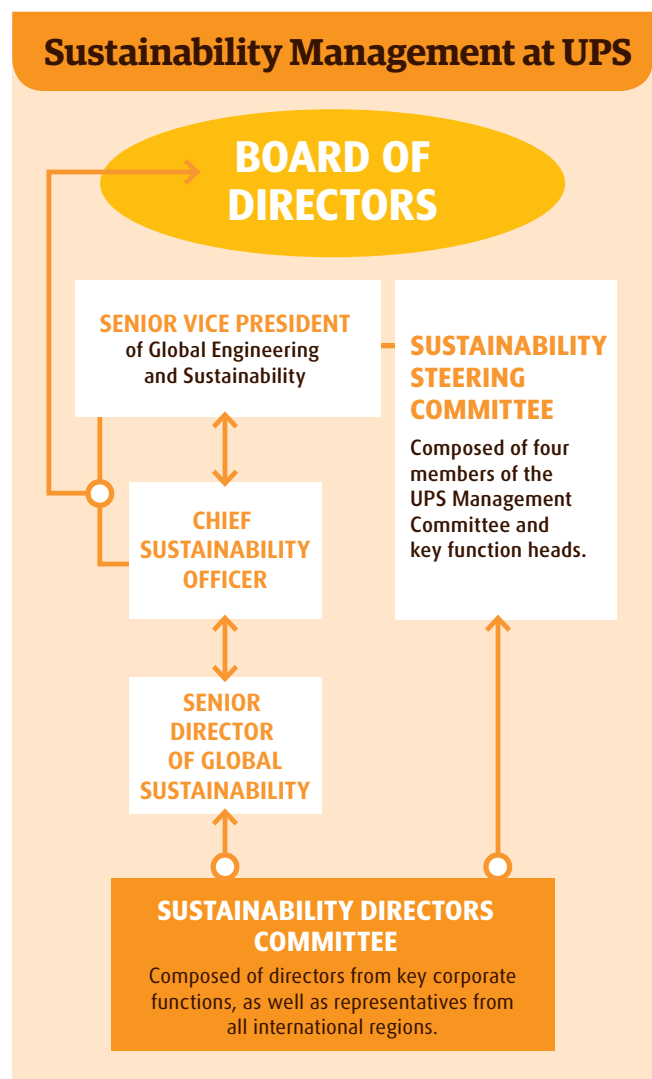 Sustainability Management at UPS
BOARD OF
DIRECTORS
SENIOR VICE PRESIDENT
of Global Engineering
and Sustainability
SUSTAINABILITY
STEERING
COMMITTEE
Composed of four
members of the
UPS Management
Committee and
key function heads.
CHIEF
SUSTAINABILITY
OFFICER
SENIOR
DIRECTOR
OF GLOBAL
SUSTAINABILITY
SUSTAINABILITY DIRECTORS
COMMITTEE
Composed of directors from key corporate
functions, as well as representatives from
all international regions.